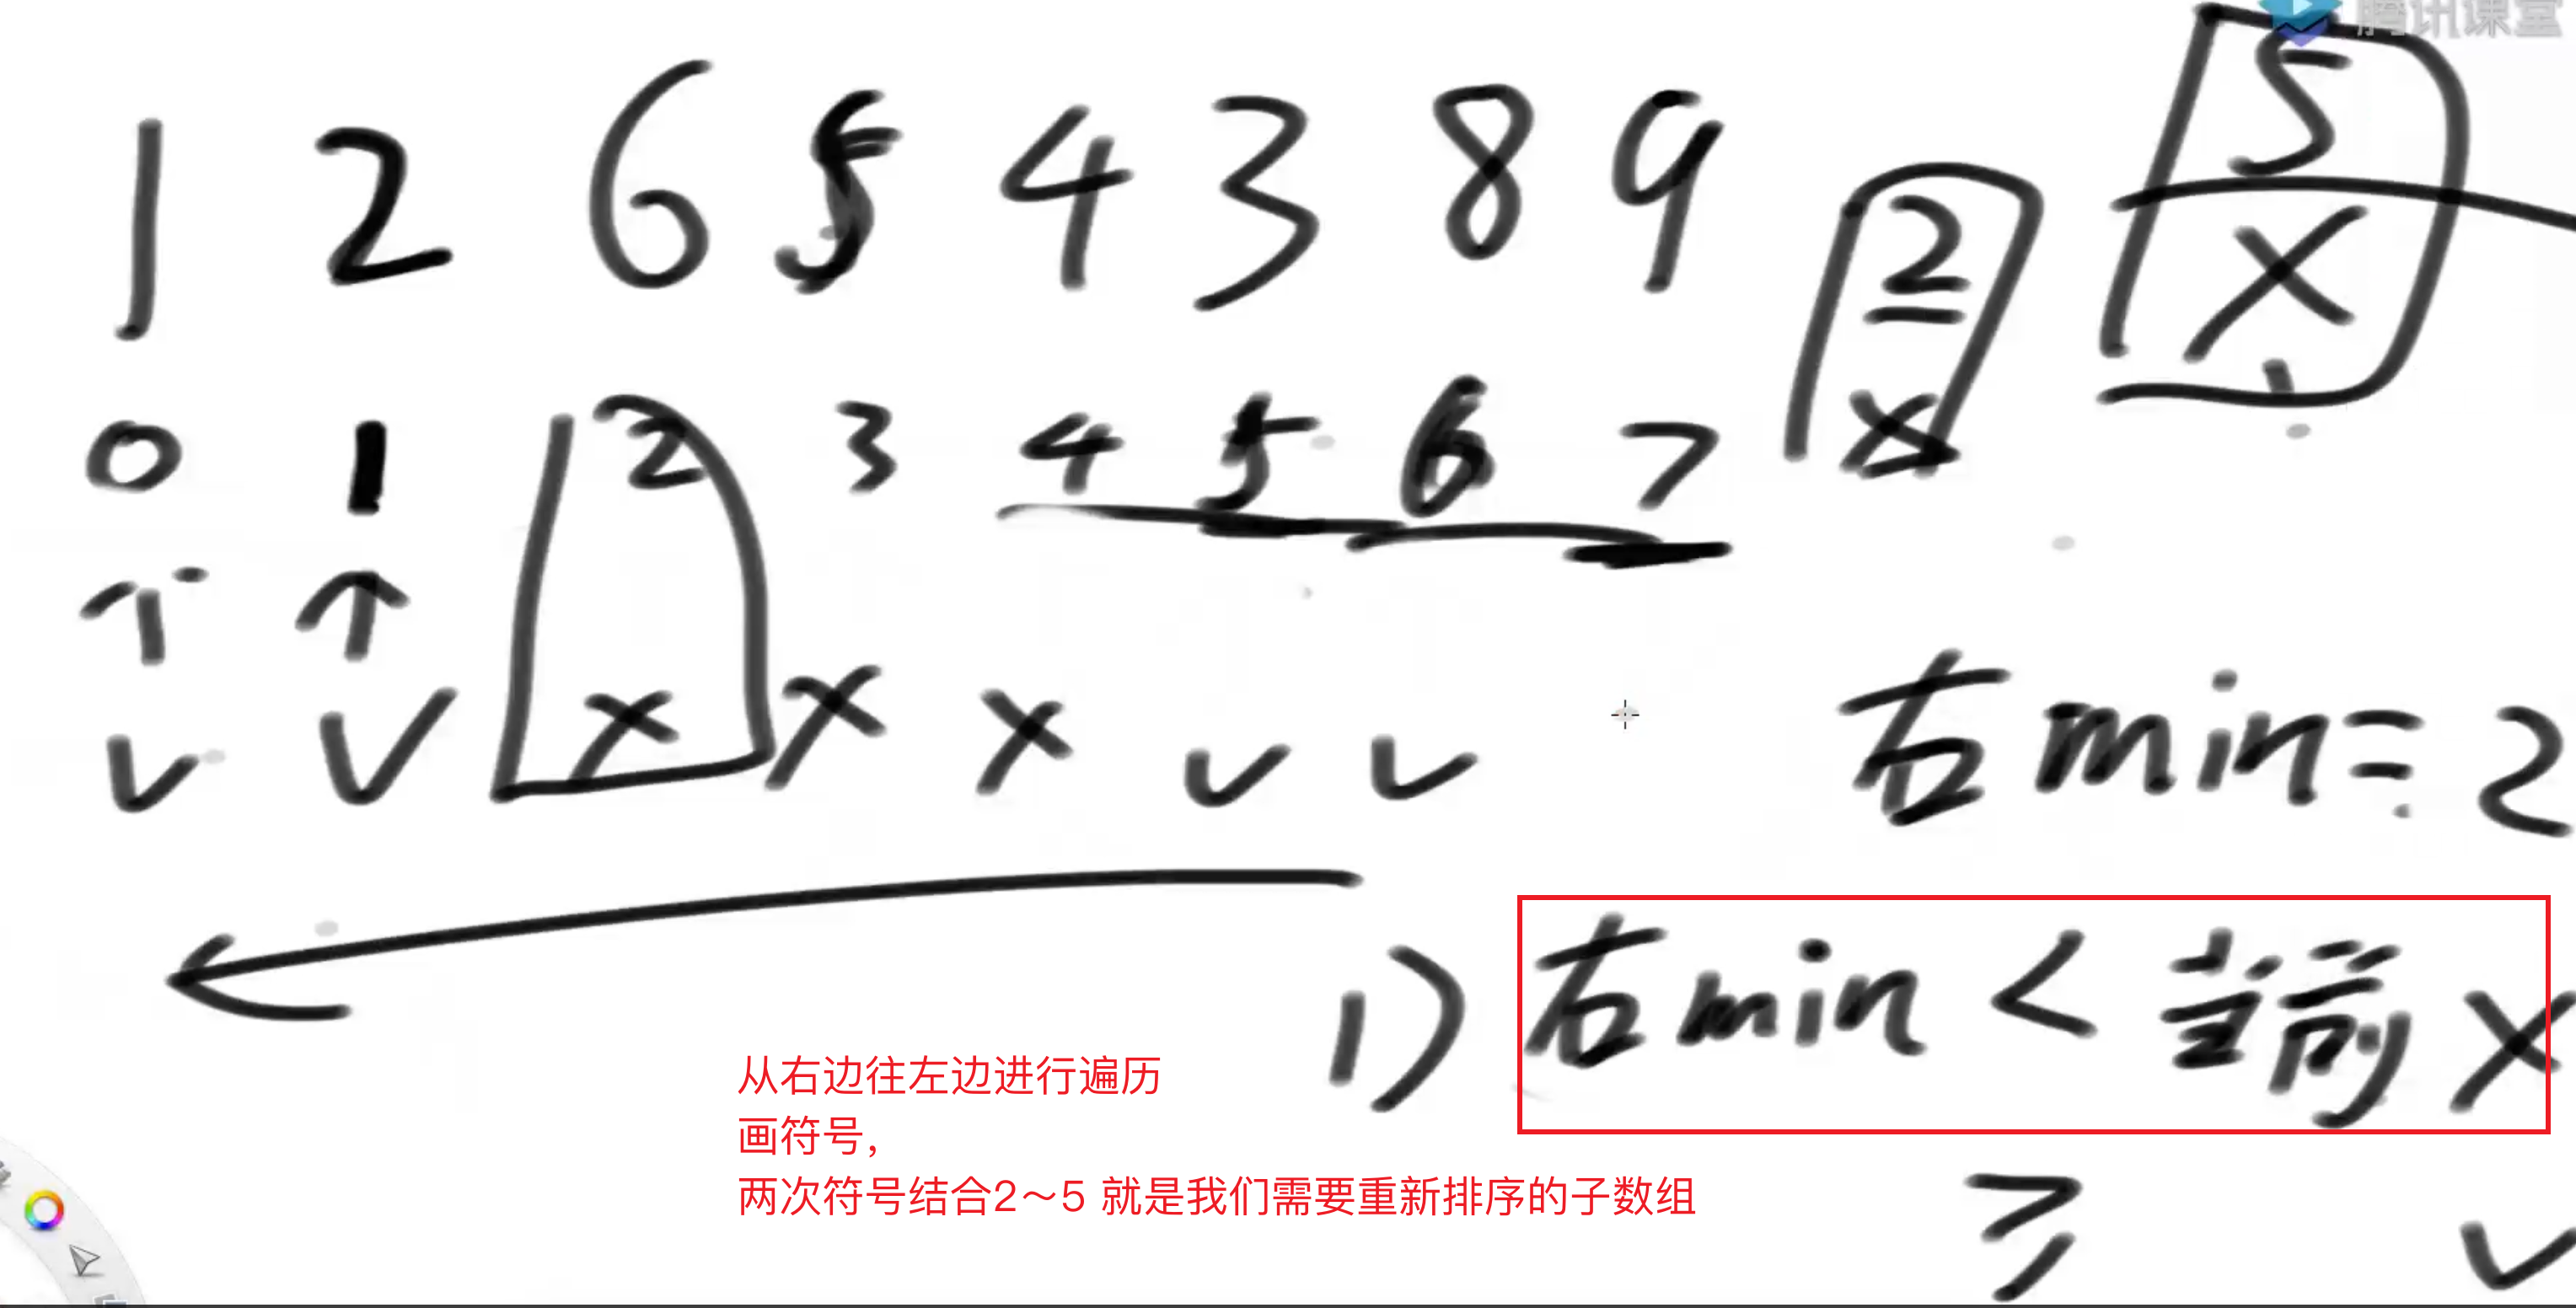 腾讯课堂
1 2 6 5 4 3 8 9
2 X
5 X
0 1 2 3 4 5 6 7
↑ ↑
✓ ✓ X X X ✓ ✓
右min=2
1) 右min < 当前 X
从右边往左边进行遍历
画符号，
两次符号结合2～5 就是我们需要重新排序的子数组
≥ ✓